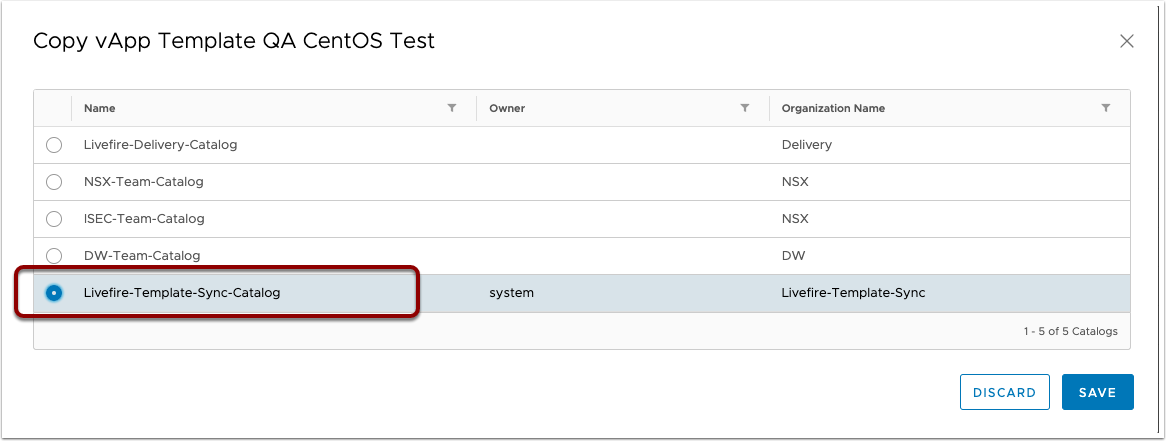 Copy vApp Template QA CentOS Test
Name Owner Organization Name
Livefire-Delivery-Catalog Delivery
NSX-Team-Catalog NSX
ISEC-Team-Catalog NSX
DW-Team-Catalog DW
Livefire-Template-Sync-Catalog system Livefire-Template-Sync
1 - 5 of 5 Catalogs
DISCARD SAVE